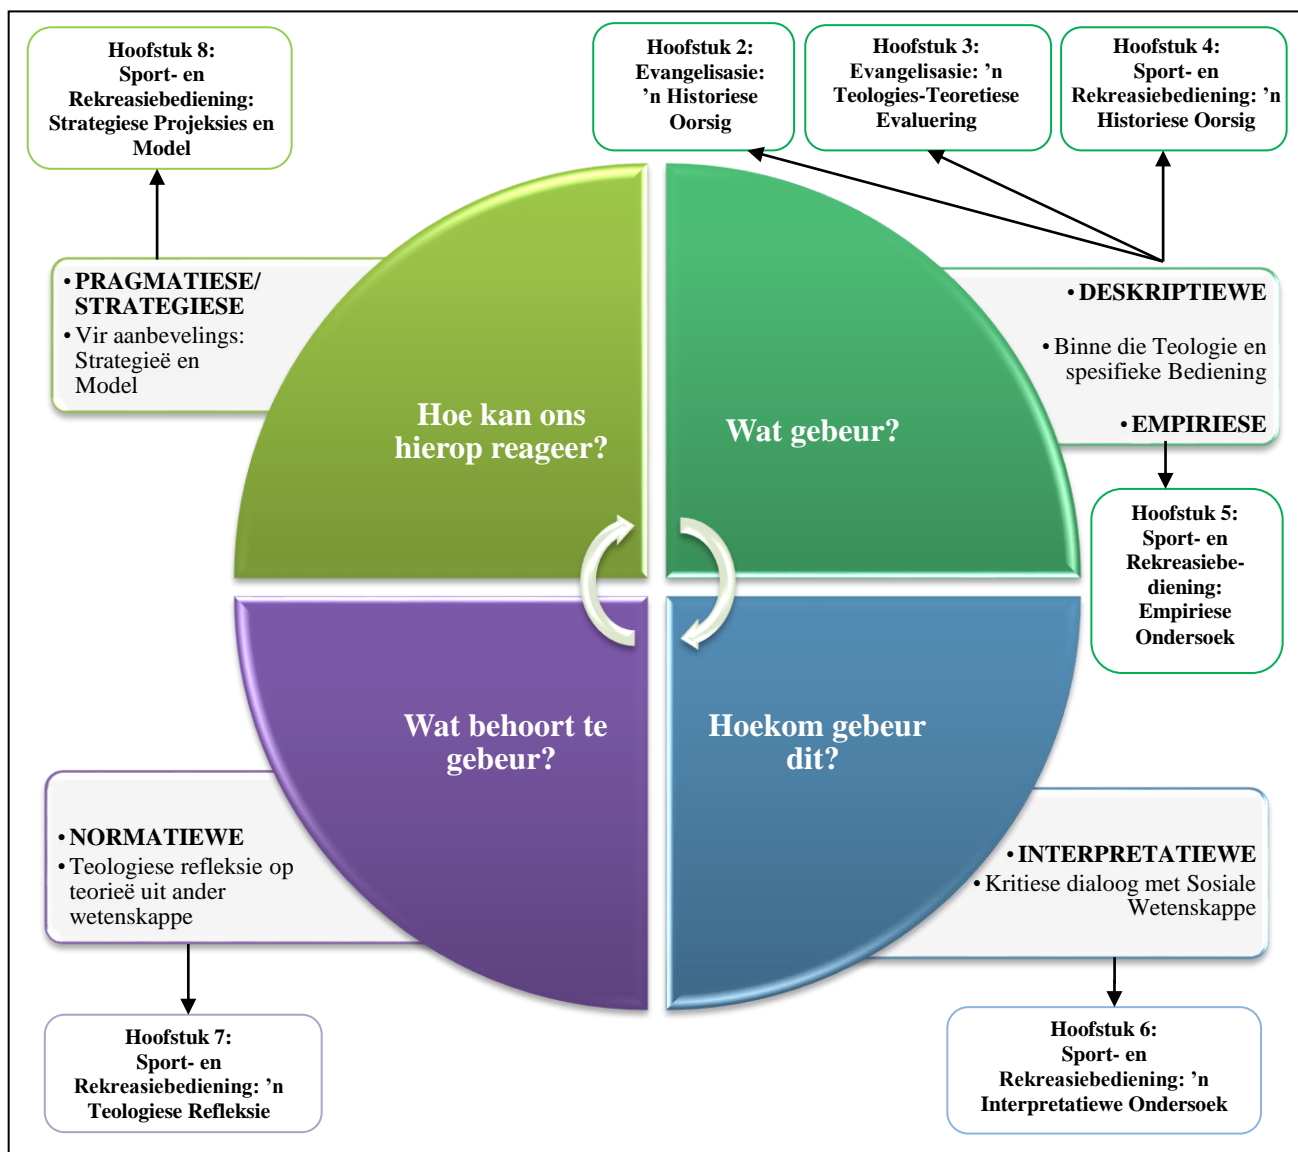 Hoofstuk 8:
Sport- en
Rekreasiebediening:
Strategiese Projeksies en
Model
Hoofstuk 2:
Evangelisasie:
’n Historiese
Oorsig
Hoofstuk 3:
Evangelisasie: ’n
Teologies-Teoretiese
Evaluering
Hoofstuk 4:
Sport- en
Rekreasiebediening: ’n
Historiese Oorsig
• PRAGMATIESE/
STRATEGIESE
• Vir aanbevelings:
Strategieë en
Model
Hoe kan ons
hierop reageer?
Wat gebeur?
• DESKRIPTIEWE
• Binne die Teologie en
spesifieke Bediening
• EMPIRIESE
Hoofstuk 5:
Sport- en
Rekreasiebe-
diening:
Empiriese
Ondersoek
Wat behoort te
gebeur?
Hoekom gebeur
dit?
• NORMATIEWE
• Teologiese refleksie op
teorieë uit ander
wetenskappe
• INTERPRETATIEWE
• Kritiese dialoog met Sosiale
Wetenskappe
Hoofstuk 7:
Sport- en
Rekreasiebediening: ’n
Teologiese Refleksie
Hoofstuk 6:
Sport- en
Rekreasiebediening: ’n
Interpretatiewe Ondersoek